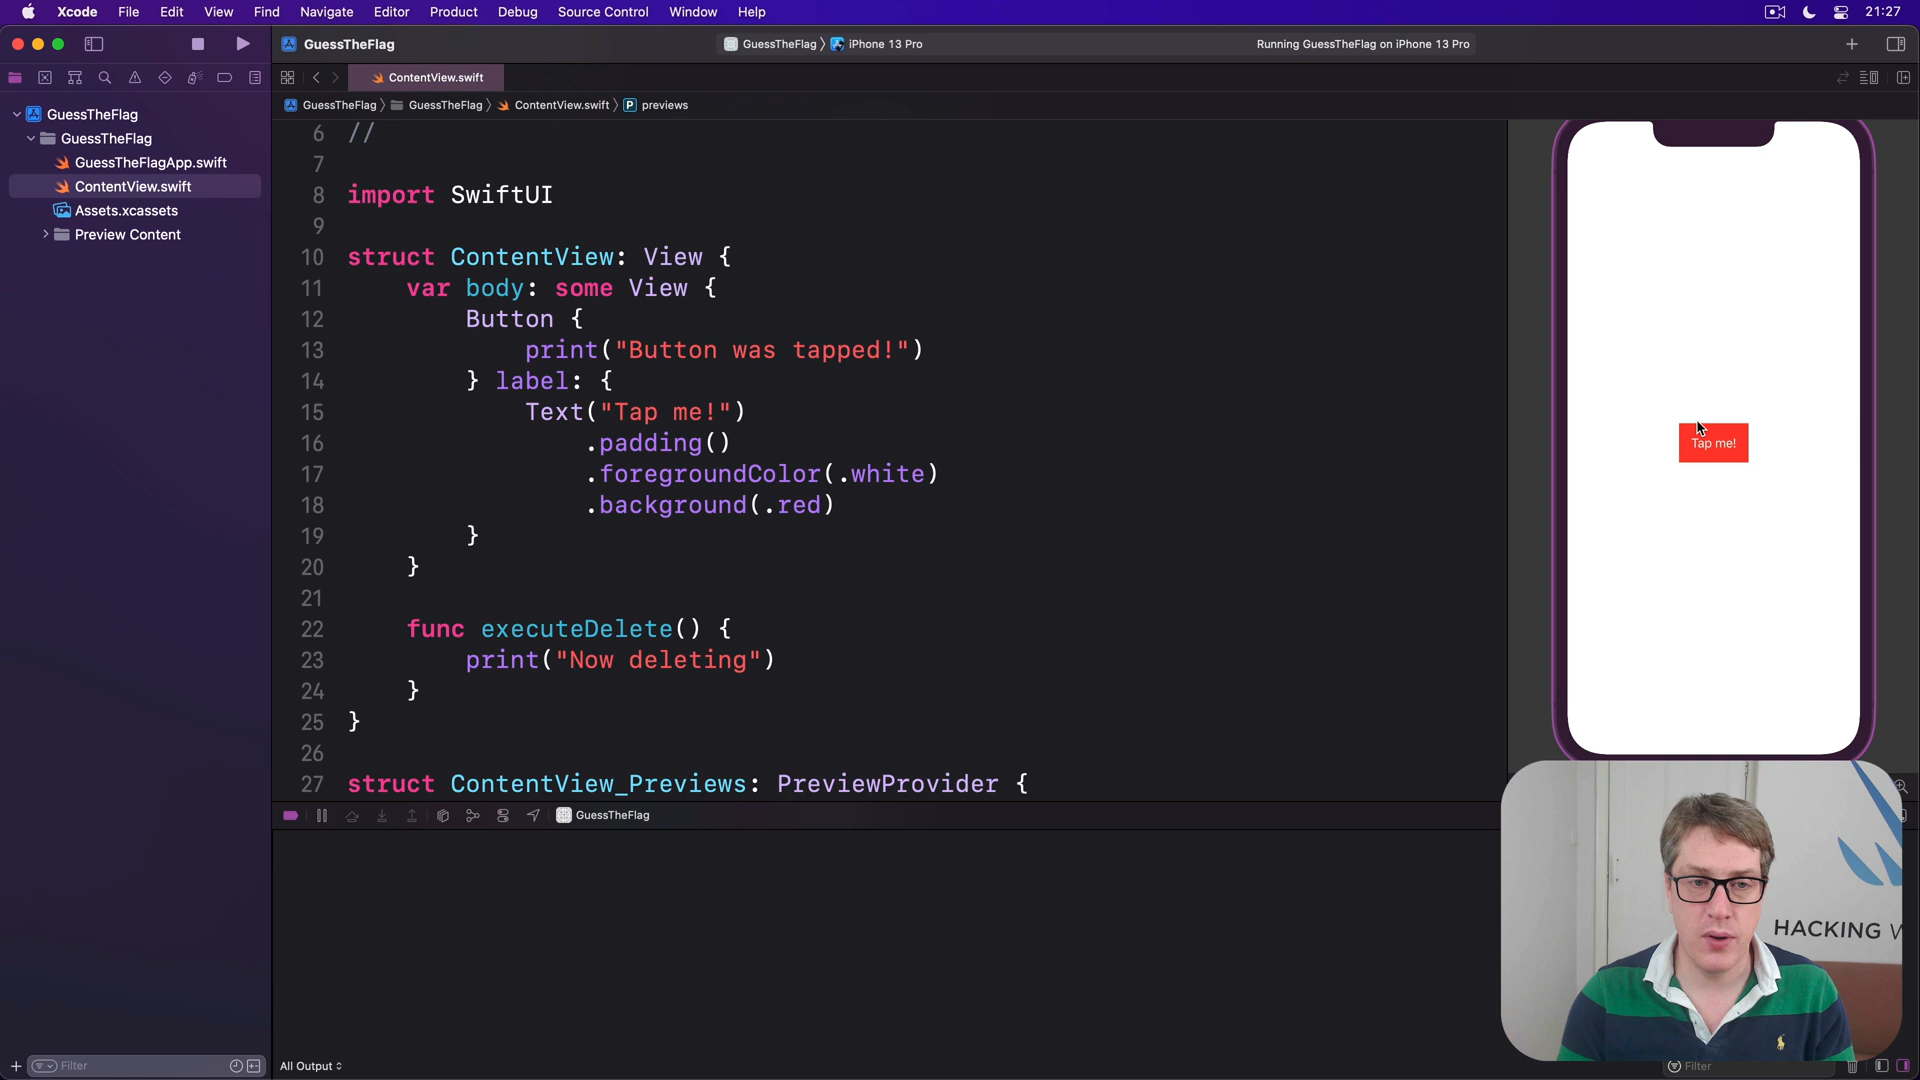 Xcode File Edit View Find Navigate Editor Product Debug Source Control Window Help 21:27
GuessTheFlag GuessTheFlag iPhone 13 Pro Running GuessTheFlag on iPhone 13 Pro
ContentView.swift
GuessTheFlag GuessTheFlag ContentView.swift P previews
GuessTheFlag
GuessTheFlag
GuessTheFlagApp.swift
ContentView.swift
Assets.xcassets
Preview Content
6 //
7
8 import SwiftUI
9
10 struct ContentView: View {
11 var body: some View {
12 Button {
13 print("Button was tapped!")
14 } label: {
15 Text("Tap me!")
16 .padding()
17 .foregroundColor(.white)
18 .background(.red)
19 }
20 }
21
22 func executeDelete() {
23 print("Now deleting")
24 }
25 }
26
27 struct ContentView_Previews: PreviewProvider {
Tap me!
GuessTheFlag
HACKING W
Filter
All Output
Filter